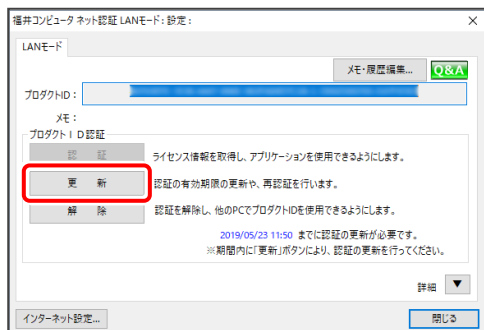 福井コンピュータ ネット認証 LANモード : 設定 :
LANモード
メモ・履歴編集...
Q&A
プロダクトID :
メモ :
プロダクトID認証
認 証
ライセンス情報を取得し、アプリケーションを使用できるようにします。
更 新
認証の有効期限の更新や、再認証を行います。
解 除
認証を解除し、他のPCでプロダクトIDを使用できるようにします。
2019/05/23 11:50 までに認証の更新が必要です。
※期間内に「更新」ボタンにより、認証の更新を行ってください。
詳細 ▼
インターネット設定...
閉じる